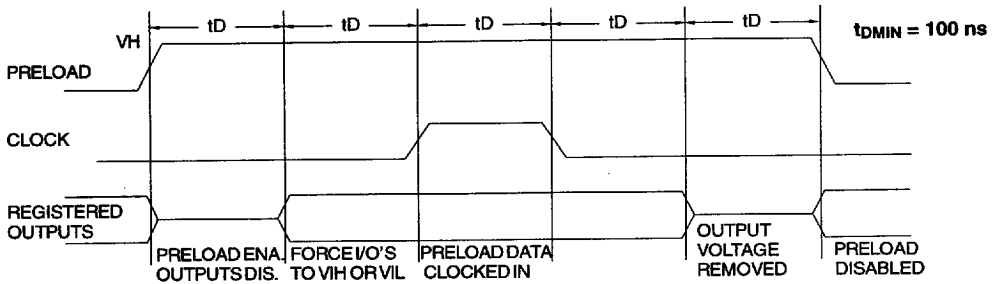 tD tD tD tD tD
tDMIN = 100 ns
VH
PRELOAD
CLOCK
REGISTERED
OUTPUTS
PRELOAD ENA.
OUTPUTS DIS.
FORCE I/O'S
TO VIH OR VIL
PRELOAD DATA
CLOCKED IN
OUTPUT
VOLTAGE
REMOVED
PRELOAD
DISABLED